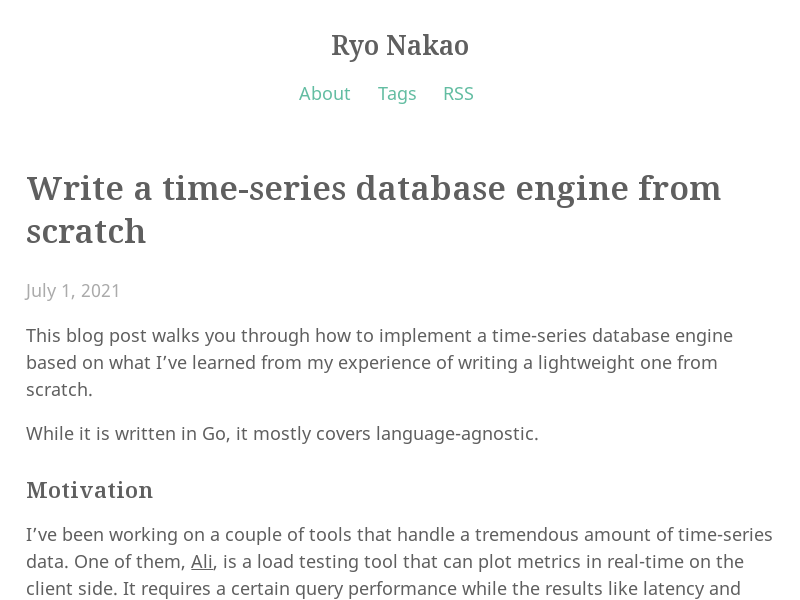 Ryo Nakao
About Tags RSS
Write a time-series database engine from
scratch
July 1, 2021
This blog post walks you through how to implement a time-series database engine
based on what I’ve learned from my experience of writing a lightweight one from
scratch.
While it is written in Go, it mostly covers language-agnostic.
Motivation
I’ve been working on a couple of tools that handle a tremendous amount of time-series
data. One of them, Ali, is a load testing tool that can plot metrics in real-time on the
client side. It requires a certain query performance while the results like latency and